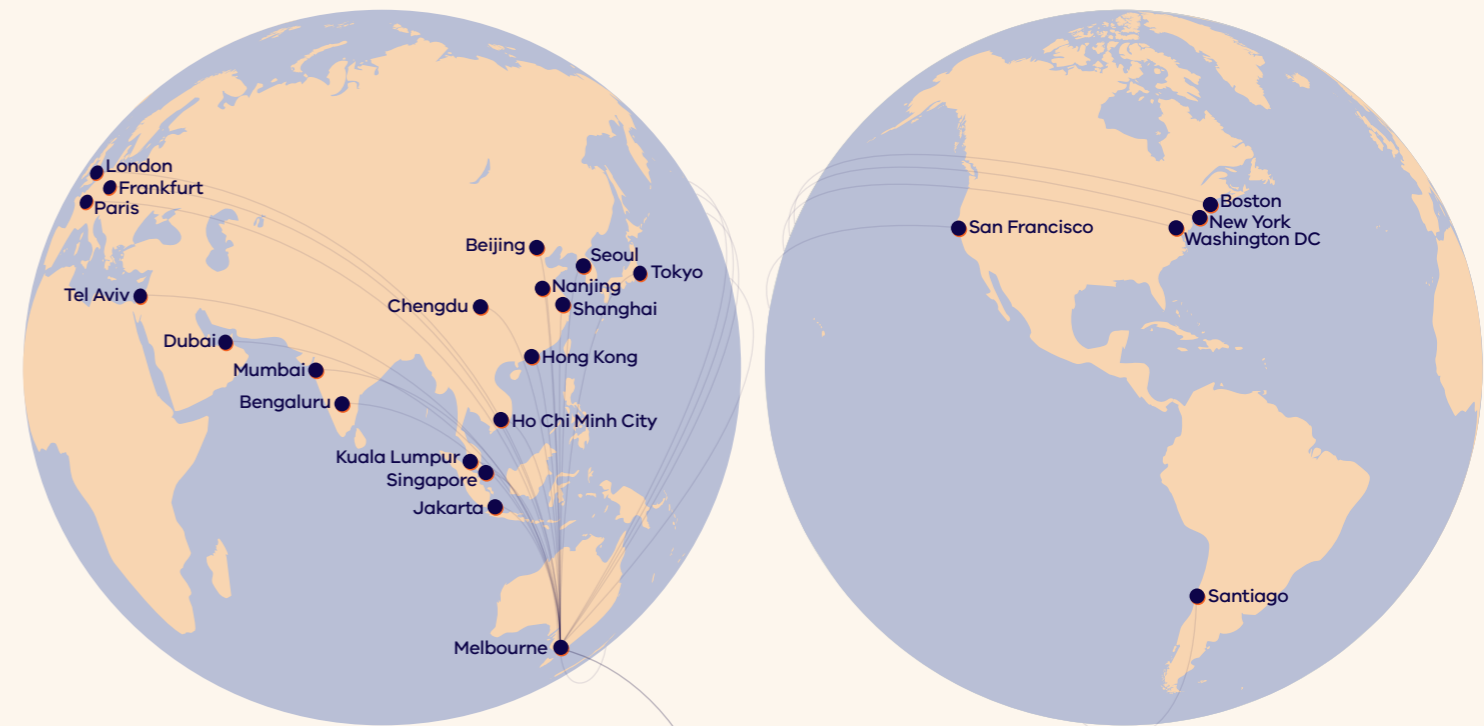 London
Frankfurt
Paris
Beijing
Seoul
Tokyo
Tel Aviv
Nanjing
Chengdu
Shanghai
Dubai
Hong Kong
Mumbai
Bengaluru
Ho Chi Minh City
Kuala Lumpur
Singapore
Jakarta
Melbourne
Boston
New York
San Francisco
Washington DC
Santiago